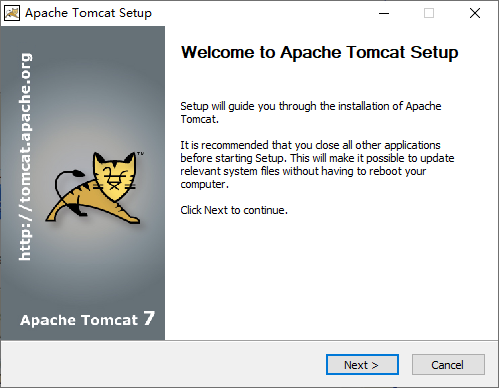 Apache Tomcat Setup
http://tomcat.apache.org
Apache Tomcat 7
Welcome to Apache Tomcat Setup
Setup will guide you through the installation of Apache
Tomcat.
It is recommended that you close all other applications
before starting Setup. This will make it possible to update
relevant system files without having to reboot your
computer.
Click Next to continue.
Next >
Cancel